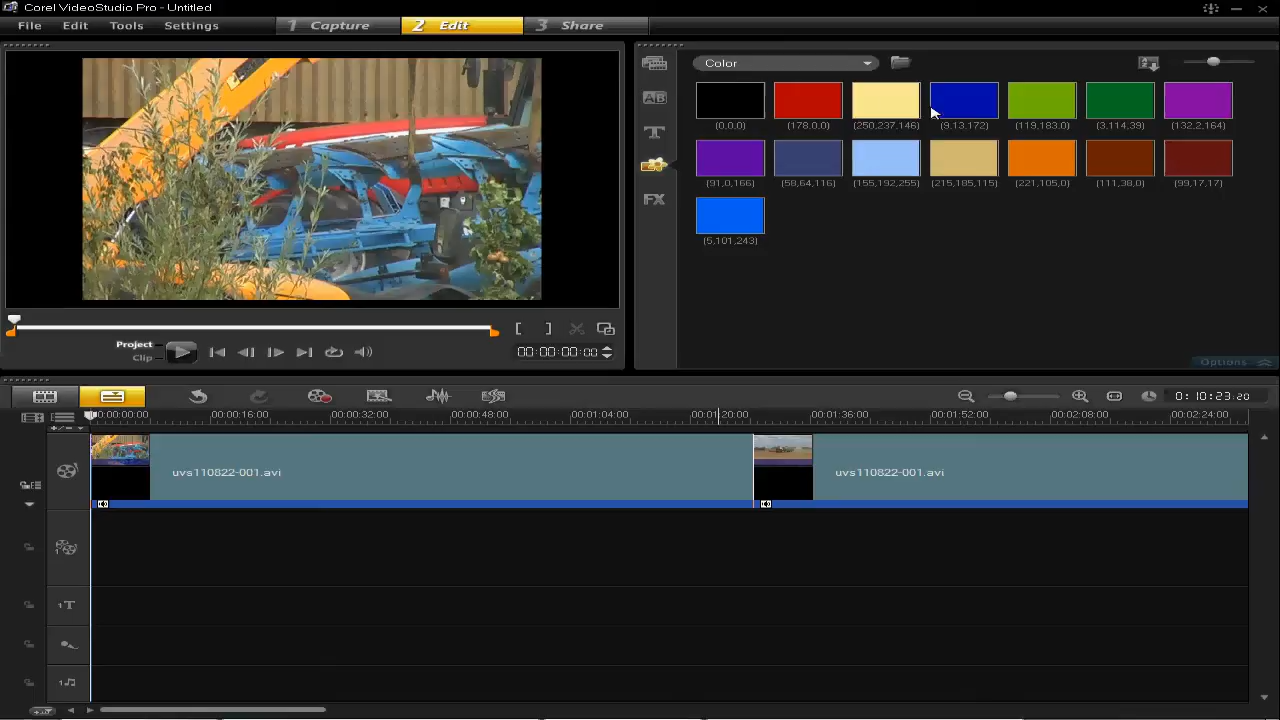 Corel VideoStudio Pro - Untitled
File Edit Tools Settings 1 Capture 2 Edit 3 Share
Color
(0,0,0) (178,0,0) (250,237,146) (9,13,172) (119,183,0) (3,114,39) (132,2,164)
(91,0,166) (58,64,116) (155,192,255) (215,185,115) (221,105,0) (111,38,0) (99,17,17)
(5,101,243)
AB
T
FX
Project
Clip
[ ] 00:00:00:00
Options
0:10:23:20
00:00:00:00 00:00:16:00 00:00:32:00 00:00:48:00 00:01:04:00 00:01:20:00 00:01:36:00 00:01:52:00 00:02:08:00 00:02:24:00
uvs110822-001.avi uvs110822-001.avi
1
1T
1